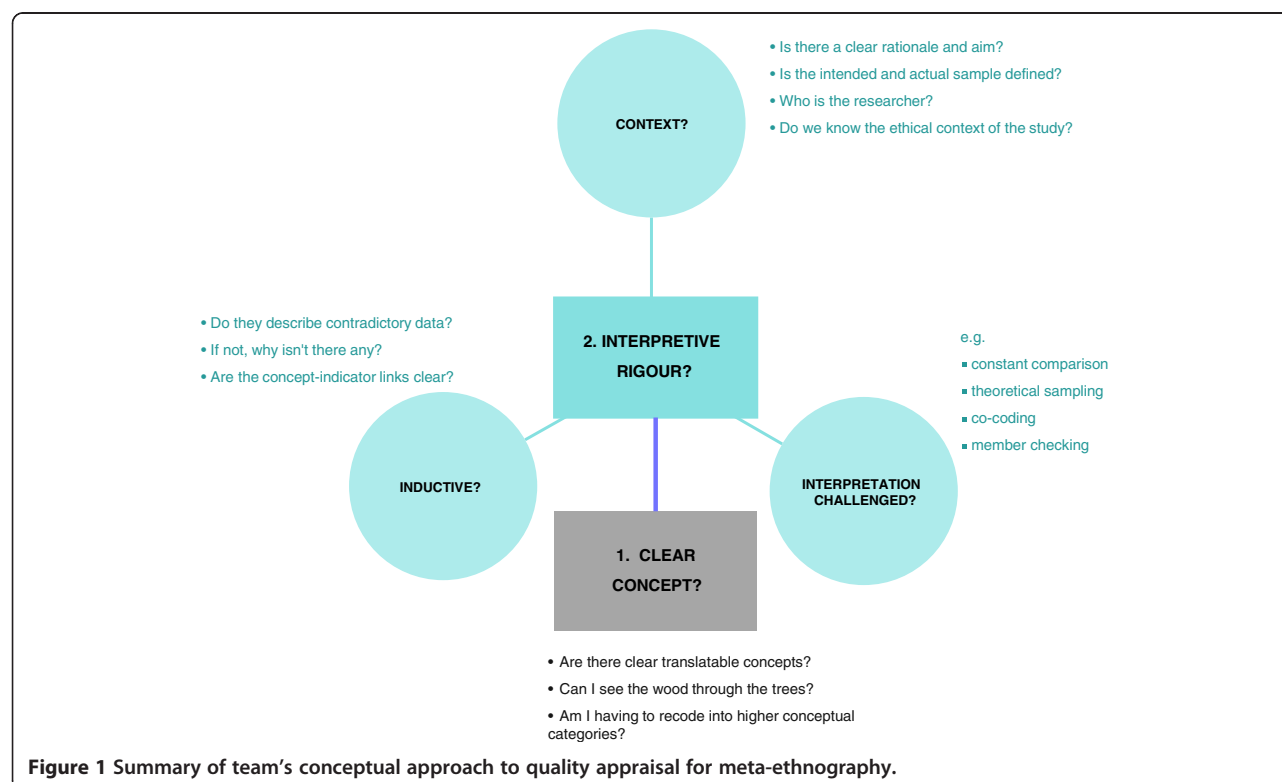 CONTEXT?
• Is there a clear rationale and aim?
• Is the intended and actual sample defined?
• Who is the researcher?
• Do we know the ethical context of the study?
2. INTERPRETIVE
RIGOUR?
• Do they describe contradictory data?
• If not, why isn't there any?
• Are the concept-indicator links clear?
INDUCTIVE?
e.g.
▪ constant comparison
▪ theoretical sampling
▪ co-coding
▪ member checking
INTERPRETATION
CHALLENGED?
1. CLEAR
CONCEPT?
• Are there clear translatable concepts?
• Can I see the wood through the trees?
• Am I having to recode into higher conceptual
categories?
Figure 1 Summary of team’s conceptual approach to quality appraisal for meta-ethnography.